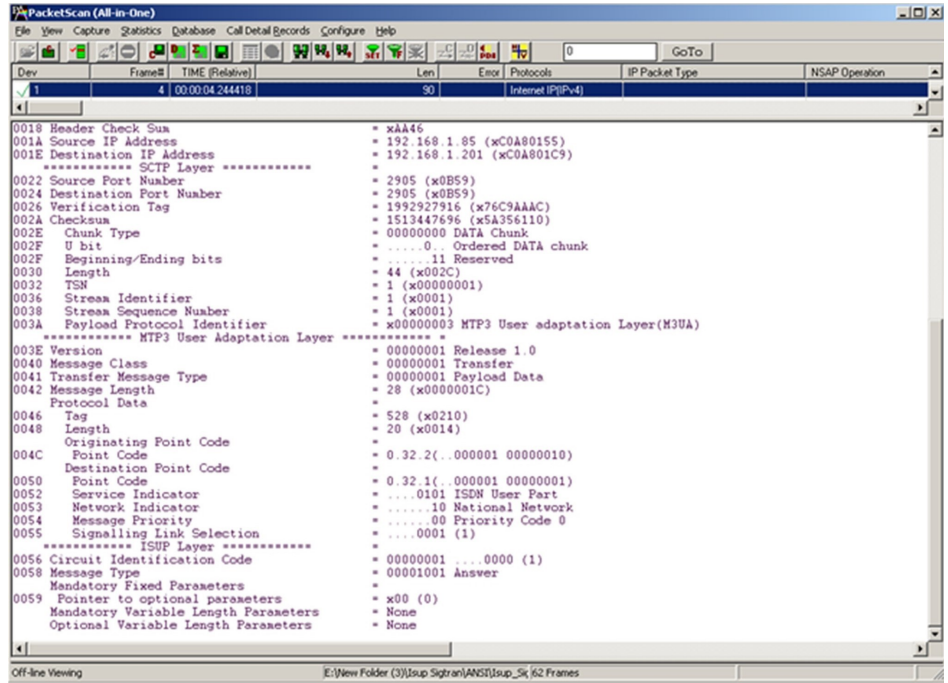 PacketScan (All-in-One)
File View Capture Statistics Database Call Detail Records Configure Help
0 GoTo
Dev Frame# TIME (Relative) Len Error Protocols IP Packet Type NSAP Operation
1 4 00:00:04.244418 90 Internet IP(IPv4)
0018 Header Check Sum = xAA46
001A Source IP Address = 192.168.1.85 (xC0A80155)
001E Destination IP Address = 192.168.1.201 (xC0A801C9)
============ SCTP Layer ============ =
0022 Source Port Number = 2905 (x0B59)
0024 Destination Port Number = 2905 (x0B59)
0026 Verification Tag = 1992927916 (x76C9AAAC)
002A Checksum = 1513447696 (x5A356110)
002E Chunk Type = 00000000 DATA Chunk
002F U bit = .....0.. Ordered DATA chunk
002F Beginning/Ending bits = ......11 Reserved
0030 Length = 44 (x002C)
0032 TSN = 1 (x00000001)
0036 Stream Identifier = 1 (x0001)
0038 Stream Sequence Number = 1 (x0001)
003A Payload Protocol Identifier = x00000003 MTP3 User adaptation Layer(M3UA)
============ MTP3 User Adaptation Layer ============ =
003E Version = 00000001 Release 1.0
0040 Message Class = 00000001 Transfer
0041 Transfer Message Type = 00000001 Payload Data
0042 Message Length = 28 (x0000001C)
Protocol Data =
0046 Tag = 528 (x0210)
0048 Length = 20 (x0014)
Originating Point Code =
004C Point Code = 0.32.2(..000001 00000010)
Destination Point Code =
0050 Point Code = 0.32.1(..000001 00000001)
0052 Service Indicator = ....0101 ISDN User Part
0053 Network Indicator = ......10 National Network
0054 Message Priority = ......00 Priority Code 0
0055 Signalling Link Selection = ....0001 (1)
============ ISUP Layer ============ =
0056 Circuit Identification Code = 00000001 ....0000 (1)
0058 Message Type = 00001001 Answer
Mandatory Fixed Parameters =
0059 Pointer to optional parameters = x00 (0)
Mandatory Variable Length Parameters = None
Optional Variable Length Parameters = None
Off-line Viewing E:\New Folder (3)\Isup Sigtran\ANSI\Isup_Sig 62 Frames